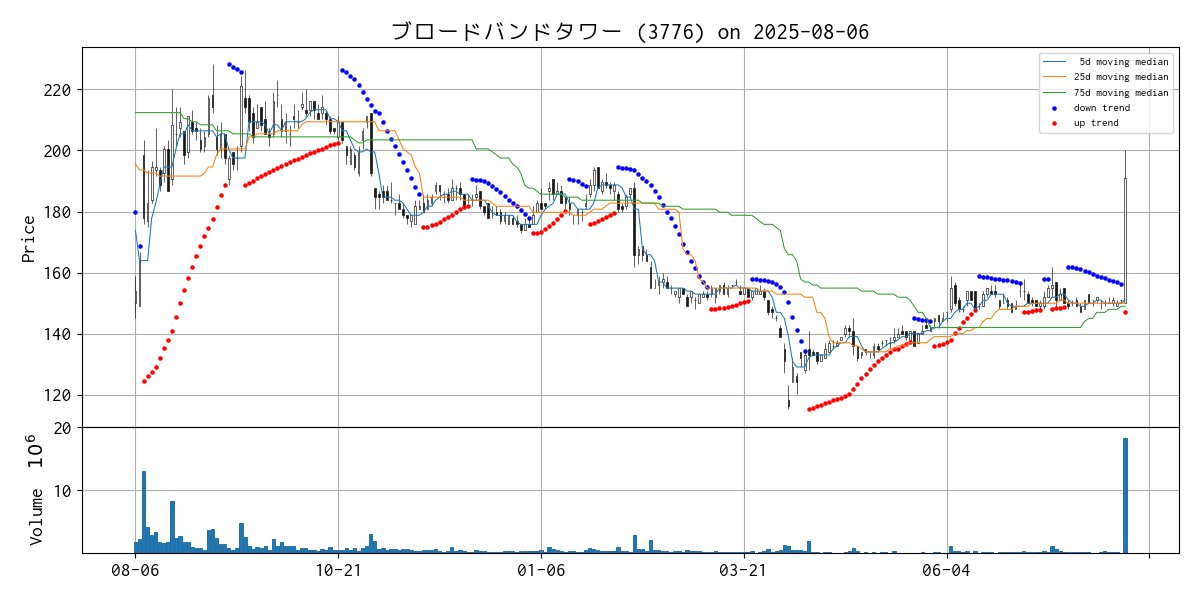 ブロードバンドタワー (3776) on 2025-08-06
5d moving median
25d moving median
75d moving median
down trend
up trend
Price
220
200
180
160
140
120
Volume 10^6
20
10
08-06 10-21 01-06 03-21 06-04